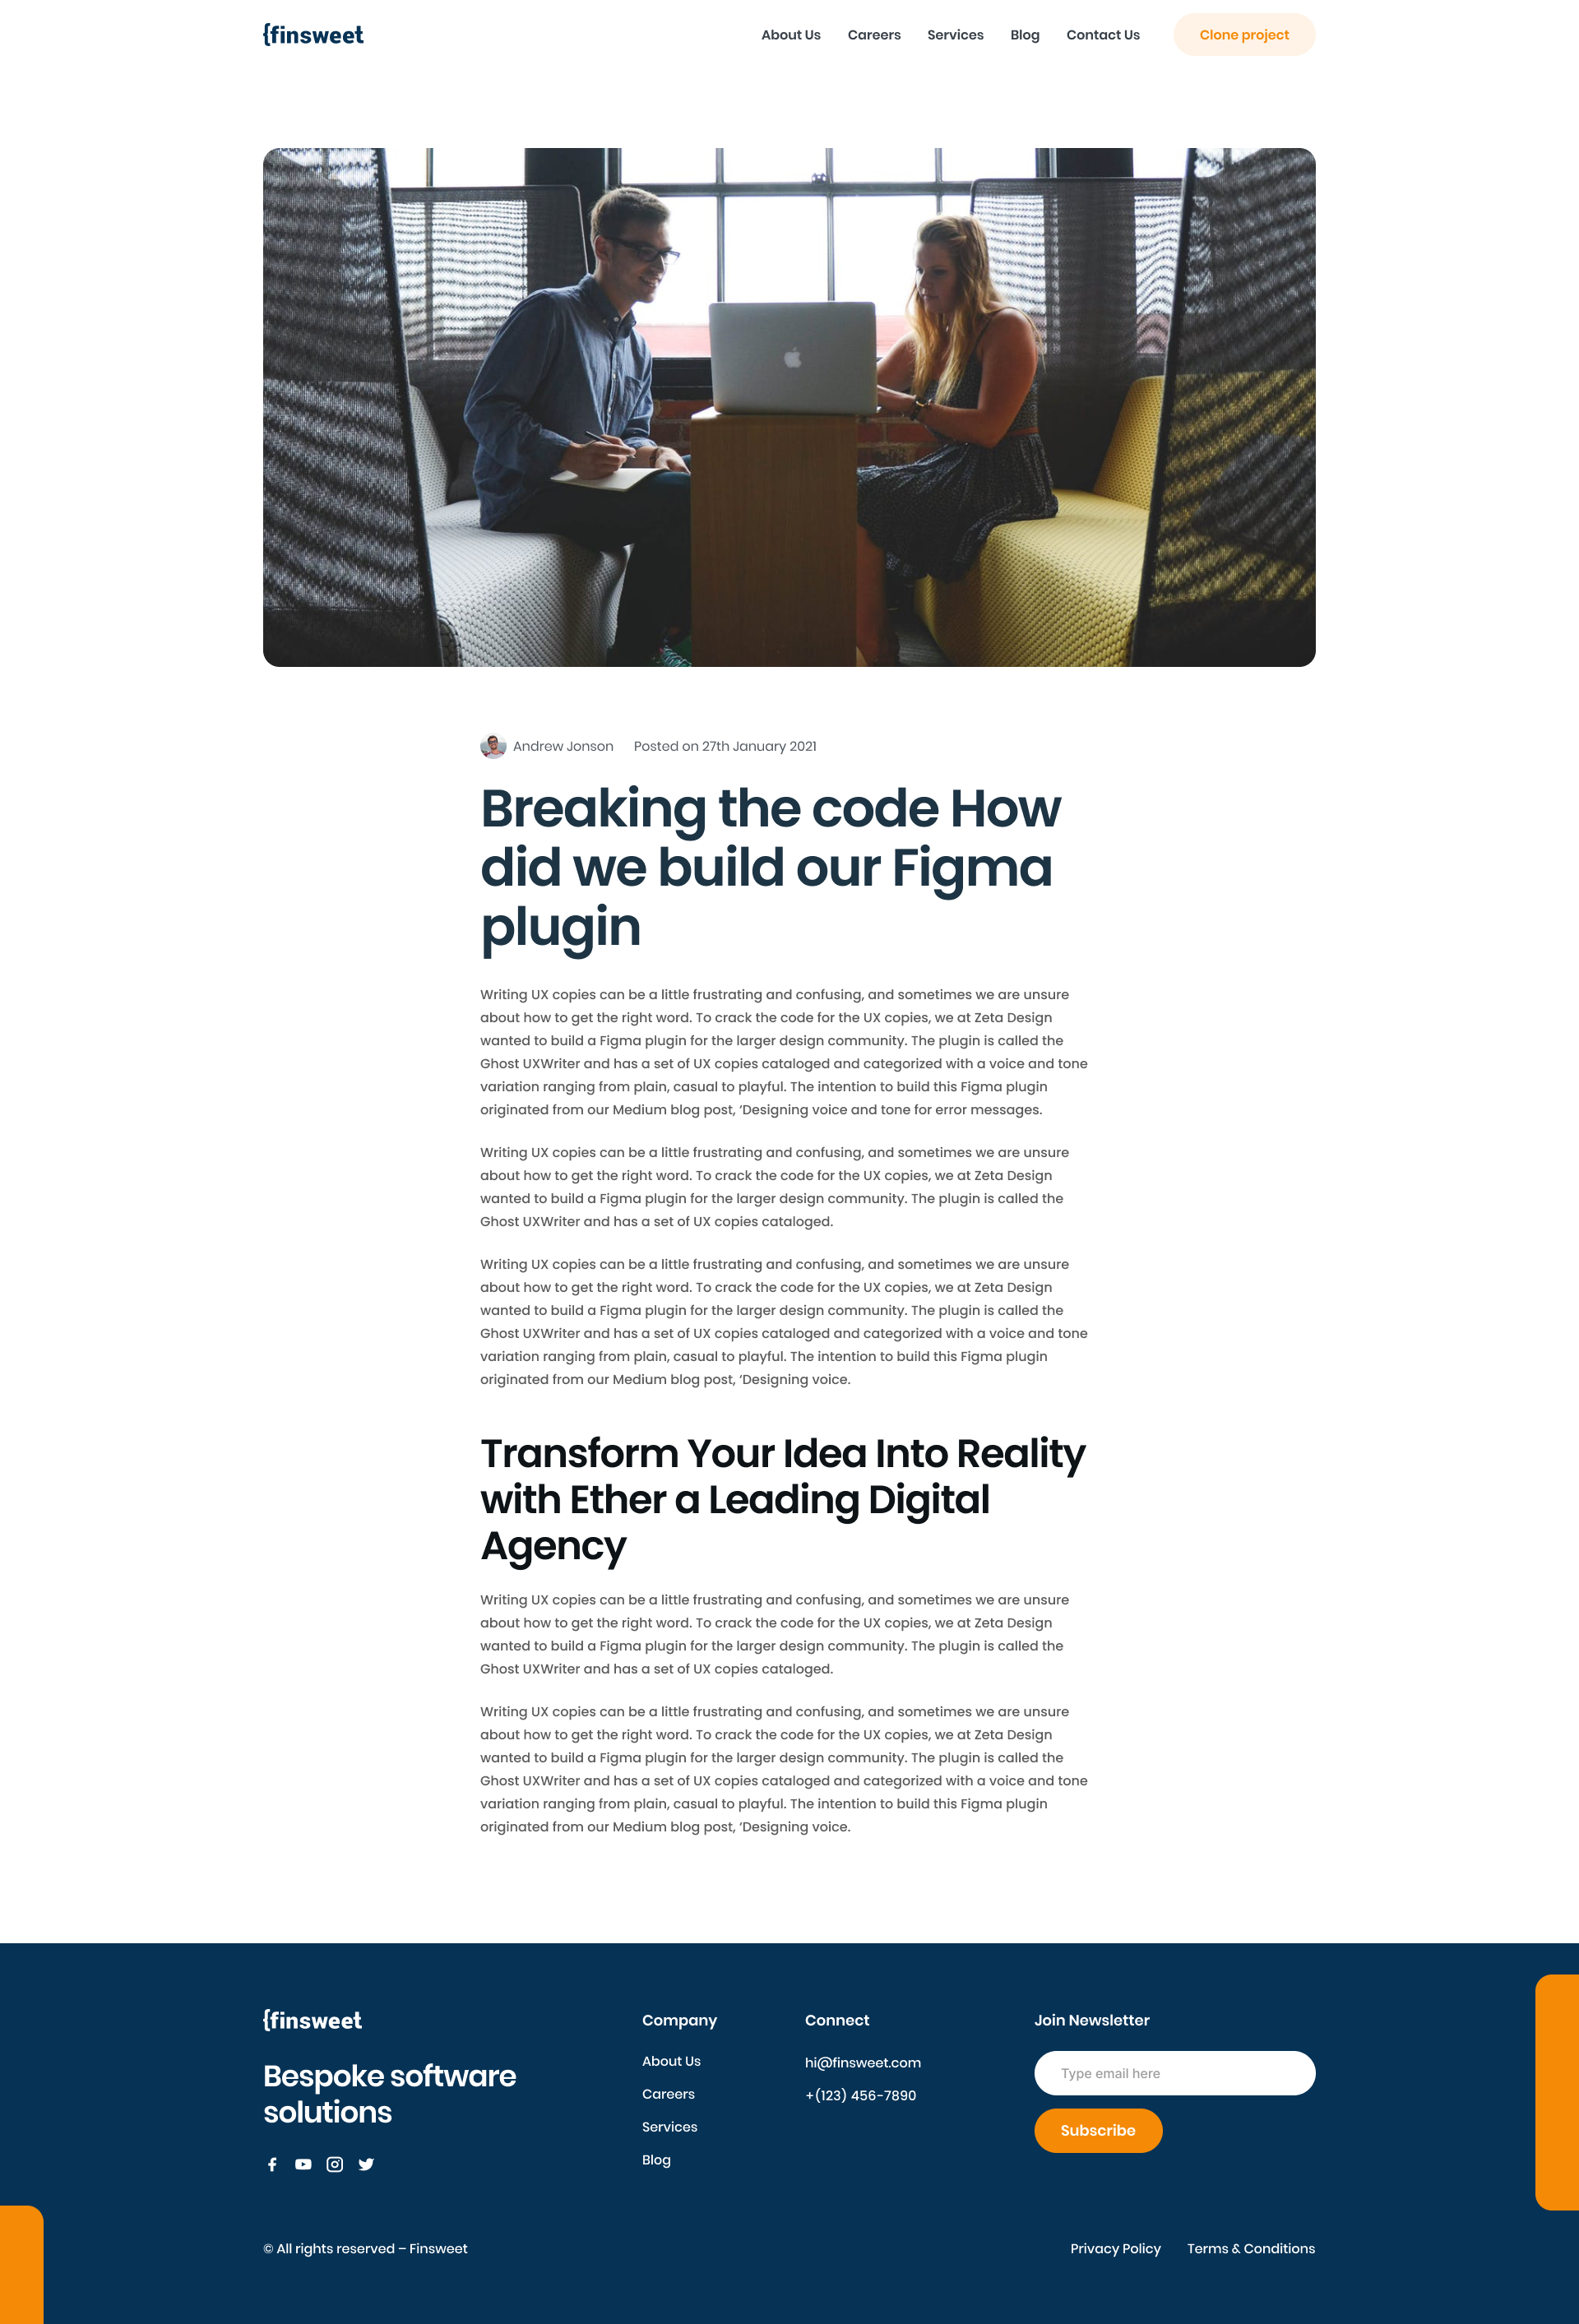 {finsweet
About Us Careers Services Blog Contact Us Clone project
Andrew Jonson Posted on 27th January 2021
Breaking the code How
did we build our Figma
plugin
Writing UX copies can be a little frustrating and confusing, and sometimes we are unsure
about how to get the right word. To crack the code for the UX copies, we at Zeta Design
wanted to build a Figma plugin for the larger design community. The plugin is called the
Ghost UXWriter and has a set of UX copies cataloged and categorized with a voice and tone
variation ranging from plain, casual to playful. The intention to build this Figma plugin
originated from our Medium blog post, ‘Designing voice and tone for error messages.
Writing UX copies can be a little frustrating and confusing, and sometimes we are unsure
about how to get the right word. To crack the code for the UX copies, we at Zeta Design
wanted to build a Figma plugin for the larger design community. The plugin is called the
Ghost UXWriter and has a set of UX copies cataloged.
Writing UX copies can be a little frustrating and confusing, and sometimes we are unsure
about how to get the right word. To crack the code for the UX copies, we at Zeta Design
wanted to build a Figma plugin for the larger design community. The plugin is called the
Ghost UXWriter and has a set of UX copies cataloged and categorized with a voice and tone
variation ranging from plain, casual to playful. The intention to build this Figma plugin
originated from our Medium blog post, ‘Designing voice.
Transform Your Idea Into Reality
with Ether a Leading Digital
Agency
Writing UX copies can be a little frustrating and confusing, and sometimes we are unsure
about how to get the right word. To crack the code for the UX copies, we at Zeta Design
wanted to build a Figma plugin for the larger design community. The plugin is called the
Ghost UXWriter and has a set of UX copies cataloged.
Writing UX copies can be a little frustrating and confusing, and sometimes we are unsure
about how to get the right word. To crack the code for the UX copies, we at Zeta Design
wanted to build a Figma plugin for the larger design community. The plugin is called the
Ghost UXWriter and has a set of UX copies cataloged and categorized with a voice and tone
variation ranging from plain, casual to playful. The intention to build this Figma plugin
originated from our Medium blog post, ‘Designing voice.
{finsweet
Bespoke software
solutions
Company
About Us
Careers
Services
Blog
Connect
hi@finsweet.com
+(123) 456-7890
Join Newsletter
Type email here
Subscribe
© All rights reserved – Finsweet
Privacy Policy Terms & Conditions